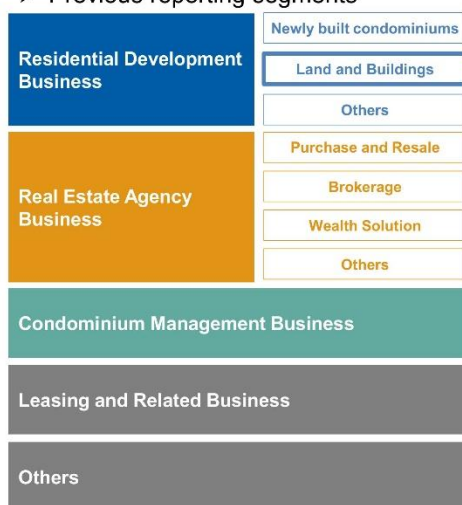 Previous reporting segments
Residential Development
Business
Newly built condominiums
Land and Buildings
Others
Real Estate Agency
Business
Purchase and Resale
Brokerage
Wealth Solution
Others
Condominium Management Business
Leasing and Related Business
Others